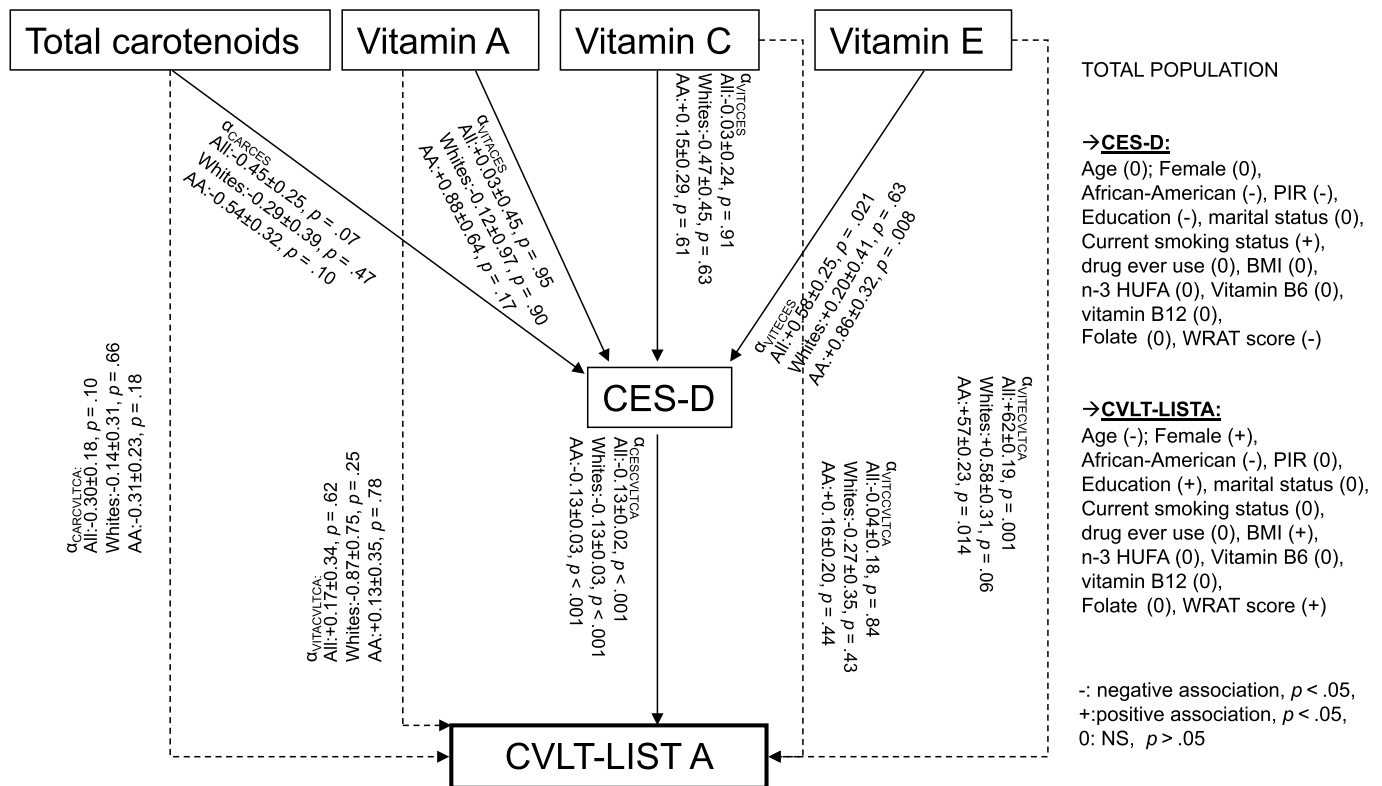 Total carotenoids
Vitamin A
Vitamin C
Vitamin E
αCARCES
All:-0.45±0.25, p = .07
Whites:-0.29±0.39, p = .47
AA:-0.54±0.32, p = .10
αVITACES
All:+0.03±0.45, p = .95
Whites:-0.12±0.97, p = .90
AA:+0.88±0.64, p = .17
αVITCCES
All:-0.03±0.24, p = .91
Whites:-0.47±0.45, p = .63
AA:+0.15±0.29, p = .61
αVITECES
All:+0.58±0.25, p = .021
Whites:+0.20±0.41, p = .63
AA:+0.86±0.32, p = .008
CES-D
αCARCVLTCA:
All:-0.30±0.18, p = .10
Whites:-0.14±0.31, p = .66
AA:-0.31±0.23, p = .18
αVITACVLTCA:
All:+0.17±0.34, p = .62
Whites:-0.87±0.75, p = .25
AA:+0.13±0.35, p = .78
αCESCVLTCA
All:-0.13±0.02, p < .001
Whites:-0.13±0.03, p < .001
AA:-0.13±0.03, p < .001
αVITCCVLTCA
All:-0.04±0.18, p = .84
Whites:-0.27±0.35, p = .43
AA:+0.16±0.20, p = .44
αVITECVLTCA
All:+62±0.19, p = .001
Whites:+0.58±0.31, p = .06
AA:+57±0.23, p = .014
CVLT-LIST A
TOTAL POPULATION
→CES-D:
Age (0); Female (0),
African-American (-), PIR (-),
Education (-), marital status (0),
Current smoking status (+),
drug ever use (0), BMI (0),
n-3 HUFA (0), Vitamin B6 (0),
vitamin B12 (0),
Folate (0), WRAT score (-)
→CVLT-LISTA:
Age (-); Female (+),
African-American (-), PIR (0),
Education (+), marital status (0),
Current smoking status (0),
drug ever use (0), BMI (+),
n-3 HUFA (0), Vitamin B6 (0),
vitamin B12 (0),
Folate (0), WRAT score (+)
-: negative association, p < .05,
+:positive association, p < .05,
0: NS, p > .05